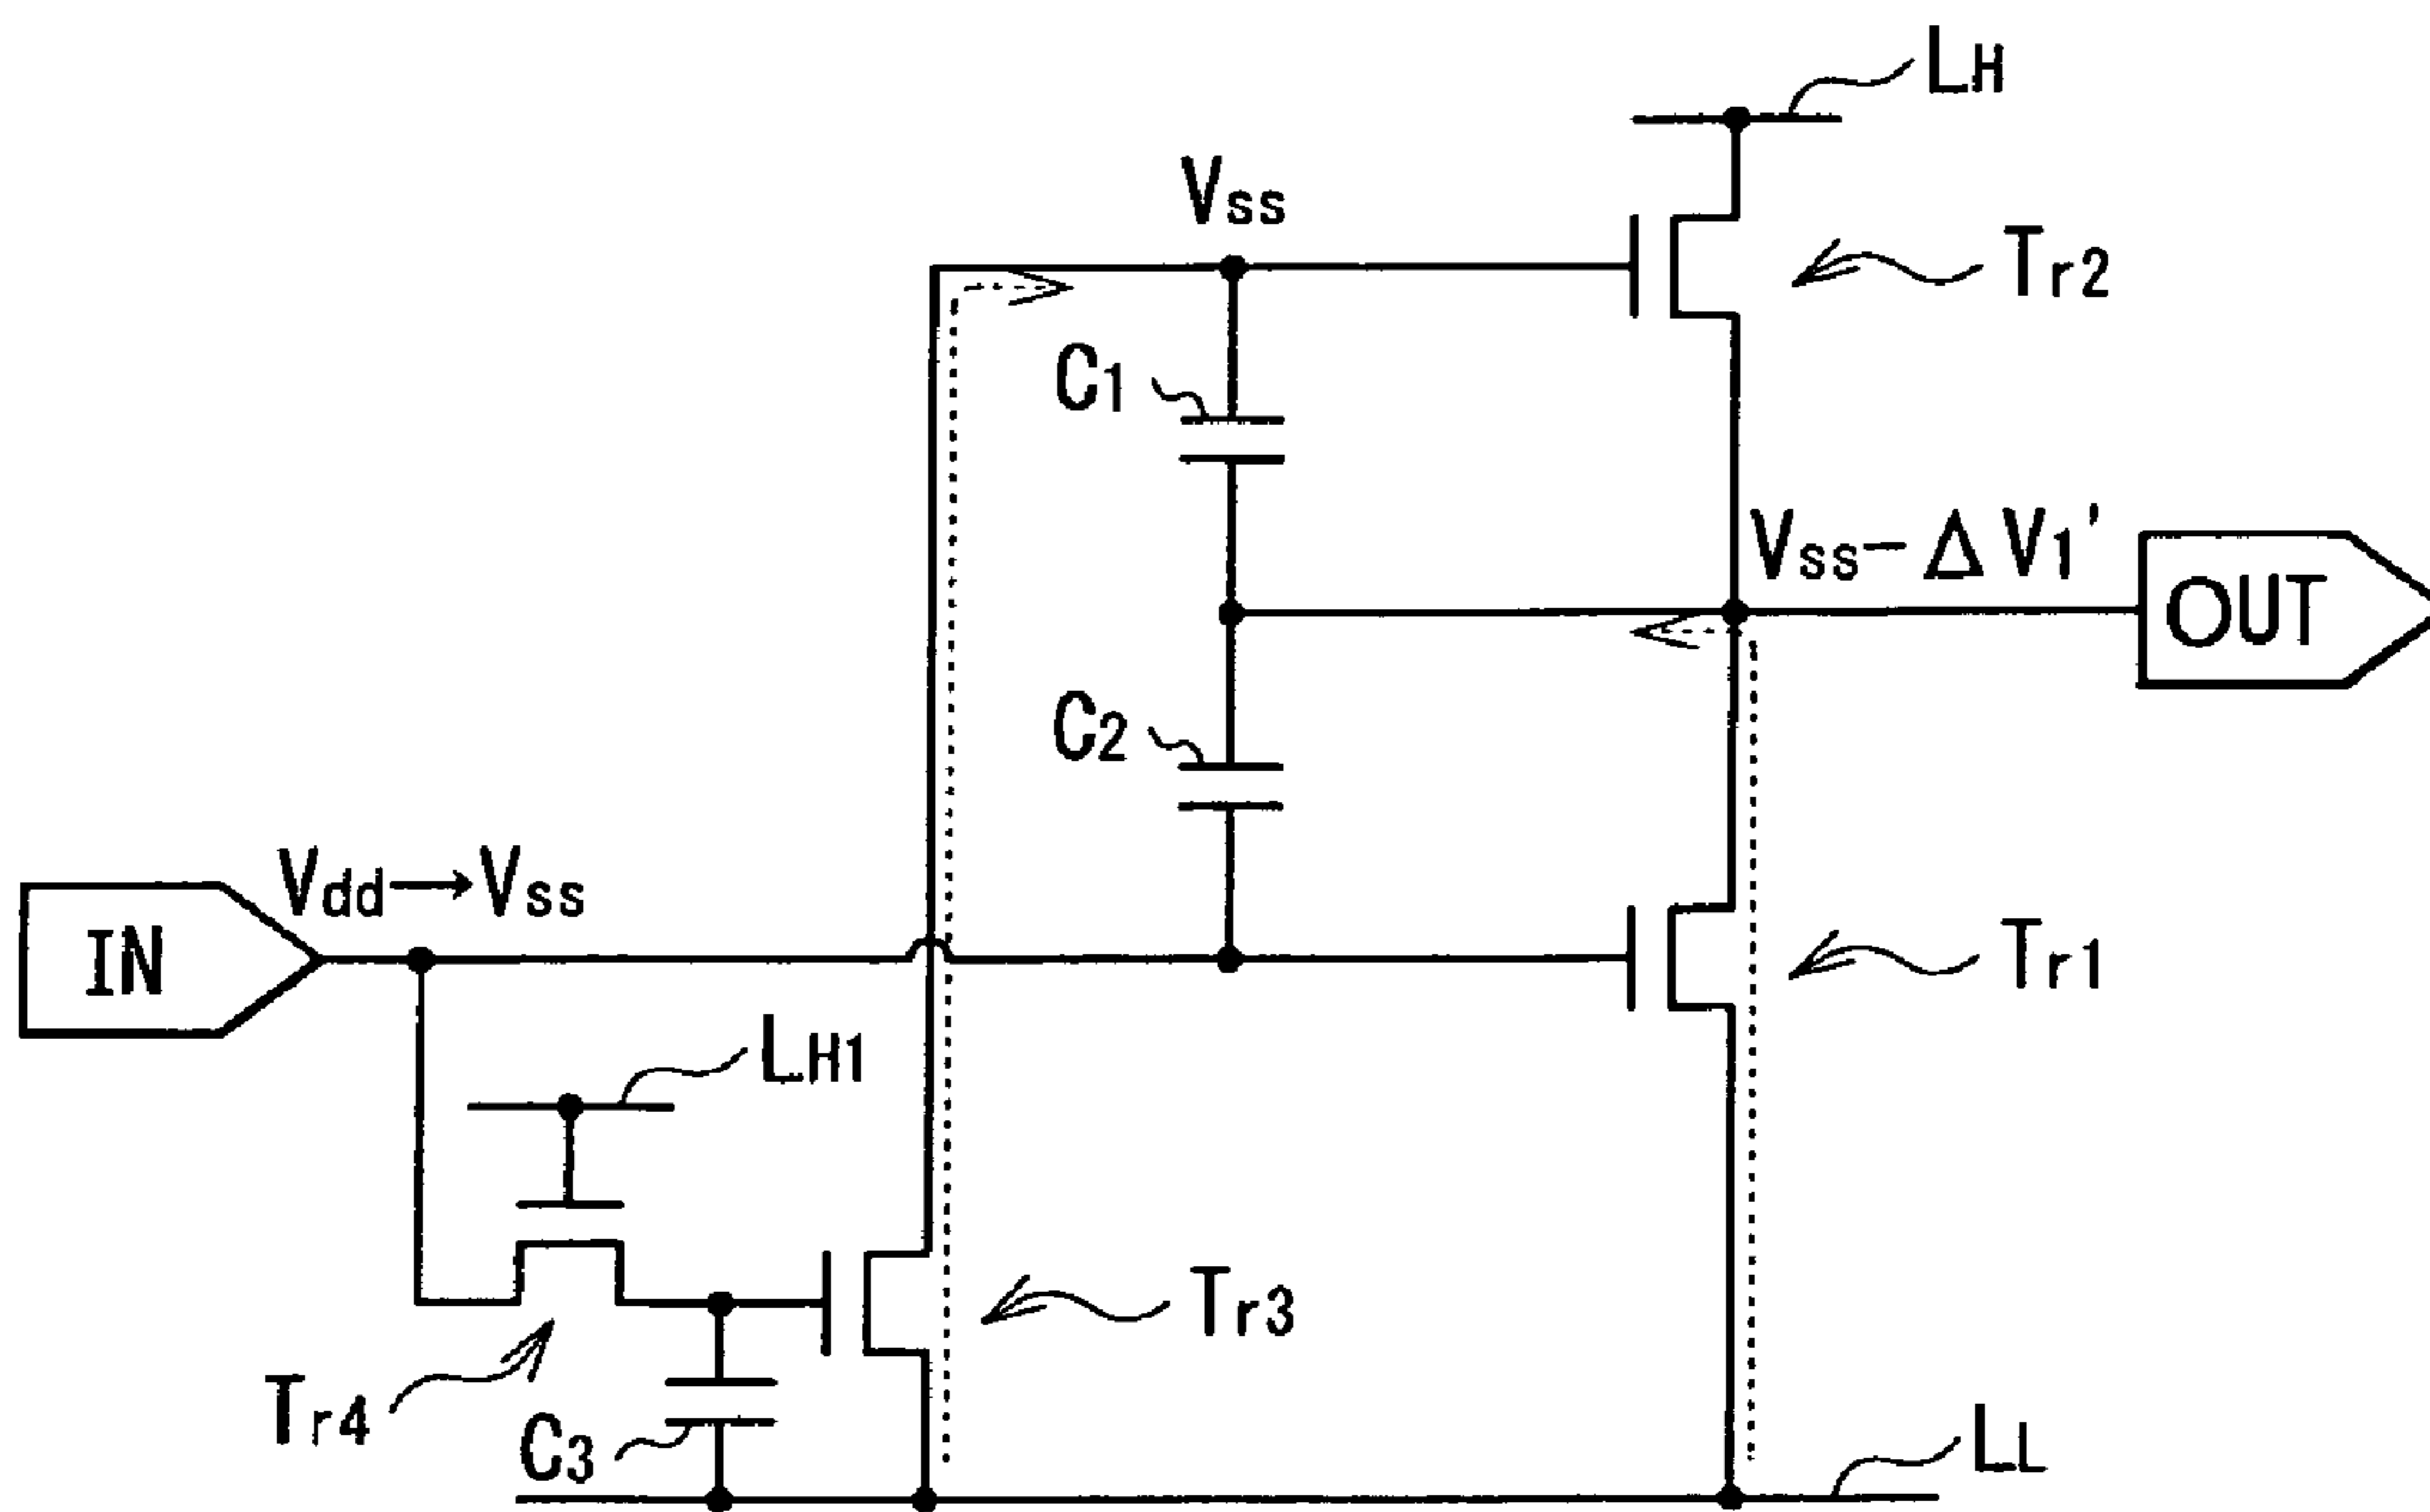 LH
Vss
Tr2
C1
Vss-ΔV1'
OUT
C2
Vdd→Vss
IN
Tr1
LH1
Tr3
Tr4
C3
LL